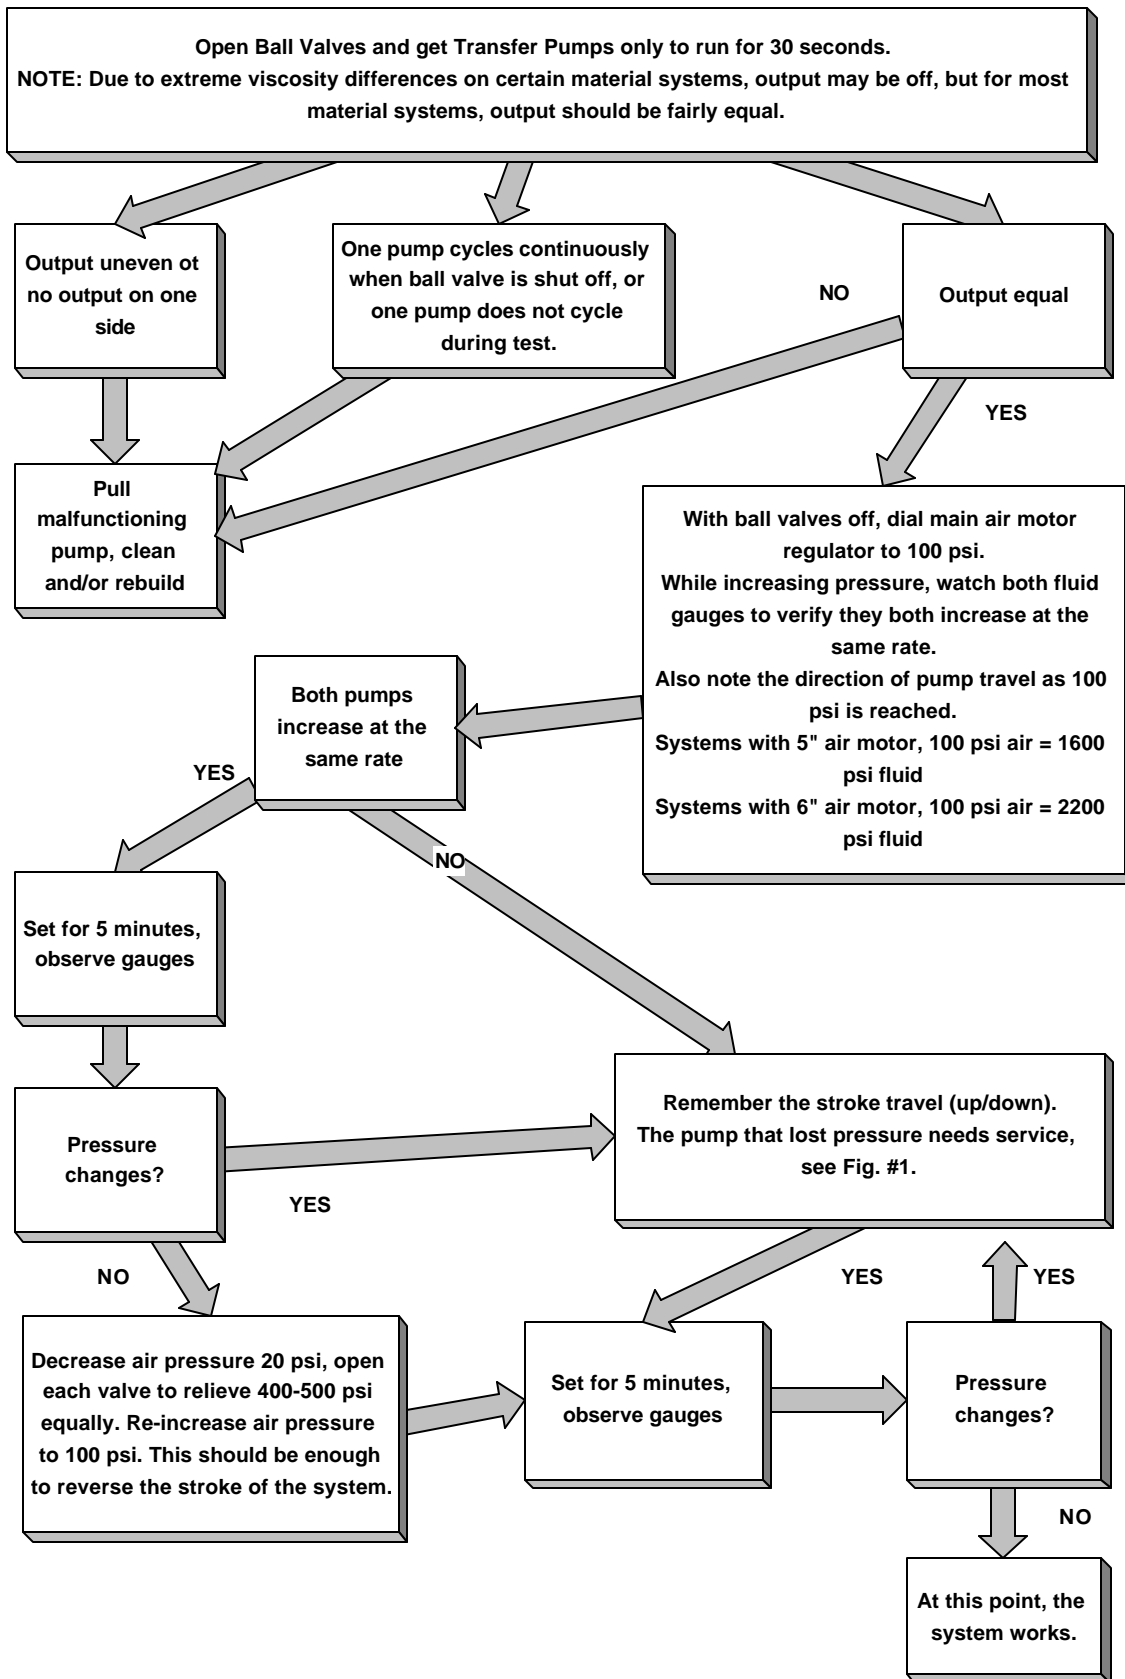 Open Ball Valves and get Transfer Pumps only to run for 30 seconds.
NOTE: Due to extreme viscosity differences on certain material systems, output may be off, but for most
material systems, output should be fairly equal.
Output uneven ot
no output on one
side
One pump cycles continuously
when ball valve is shut off, or
one pump does not cycle
during test.
NO
Output equal
YES
Pull
malfunctioning
pump, clean
and/or rebuild
With ball valves off, dial main air motor
regulator to 100 psi.
While increasing pressure, watch both fluid
gauges to verify they both increase at the
same rate.
Also note the direction of pump travel as 100
psi is reached.
Systems with 5" air motor, 100 psi air = 1600
psi fluid
Systems with 6" air motor, 100 psi air = 2200
psi fluid
Both pumps
increase at the
same rate
YES
NO
Set for 5 minutes,
observe gauges
Pressure
changes?
YES
Remember the stroke travel (up/down).
The pump that lost pressure needs service,
see Fig. #1.
NO
YES
YES
Decrease air pressure 20 psi, open
each valve to relieve 400-500 psi
equally. Re-increase air pressure
to 100 psi. This should be enough
to reverse the stroke of the system.
Set for 5 minutes,
observe gauges
Pressure
changes?
NO
At this point, the
system works.